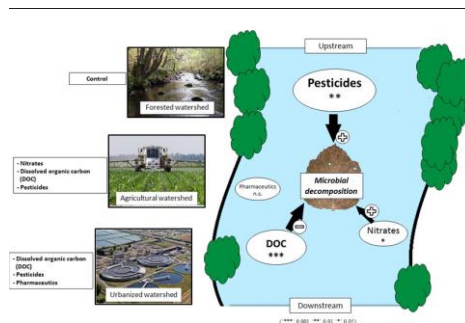 Upstream
Control
Forested watershed
Pesticides
**
+
- Nitrates
- Dissolved organic carbon
(DOC)
- Pesticides
Agricultural watershed
Microbial
decomposition
Pharmaceutics
n.s.
+
Nitrates
*
−
DOC
***
- Dissolved organic carbon
(DOC)
- Pesticides
- Pharmaceutics
Urbanized watershed
Downstream